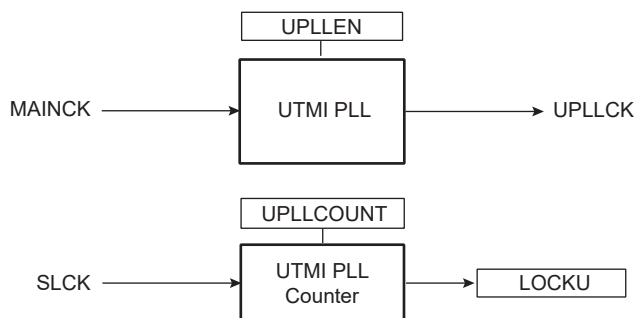 UPLLEN
MAINCK
UTMI PLL
UPLLCK
UPLLCOUNT
SLCK
UTMI PLL
Counter
LOCKU